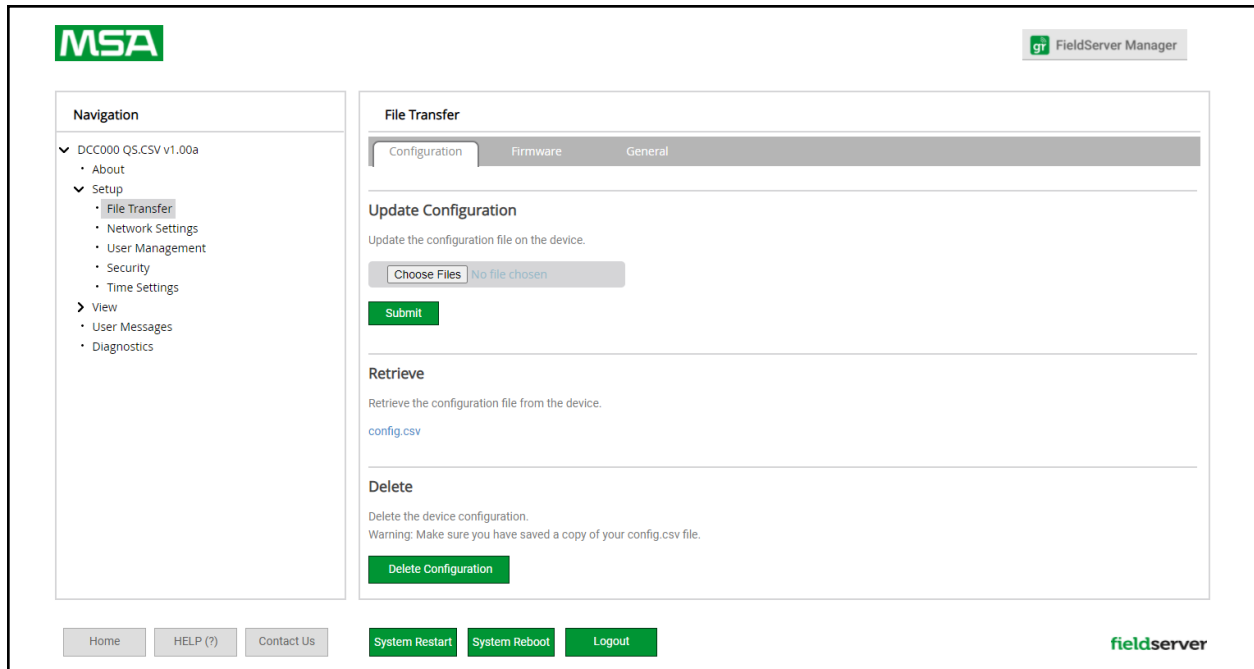 MSA
gr FieldServer Manager
Navigation
DCC000 QS.CSV v1.00a
About
Setup
File Transfer
Network Settings
User Management
Security
Time Settings
View
User Messages
Diagnostics
File Transfer
Configuration Firmware General
Update Configuration
Update the configuration file on the device.
Choose Files No file chosen
Submit
Retrieve
Retrieve the configuration file from the device.
config.csv
Delete
Delete the device configuration.
Warning: Make sure you have saved a copy of your config.csv file.
Delete Configuration
Home HELP (?) Contact Us System Restart System Reboot Logout fieldserver